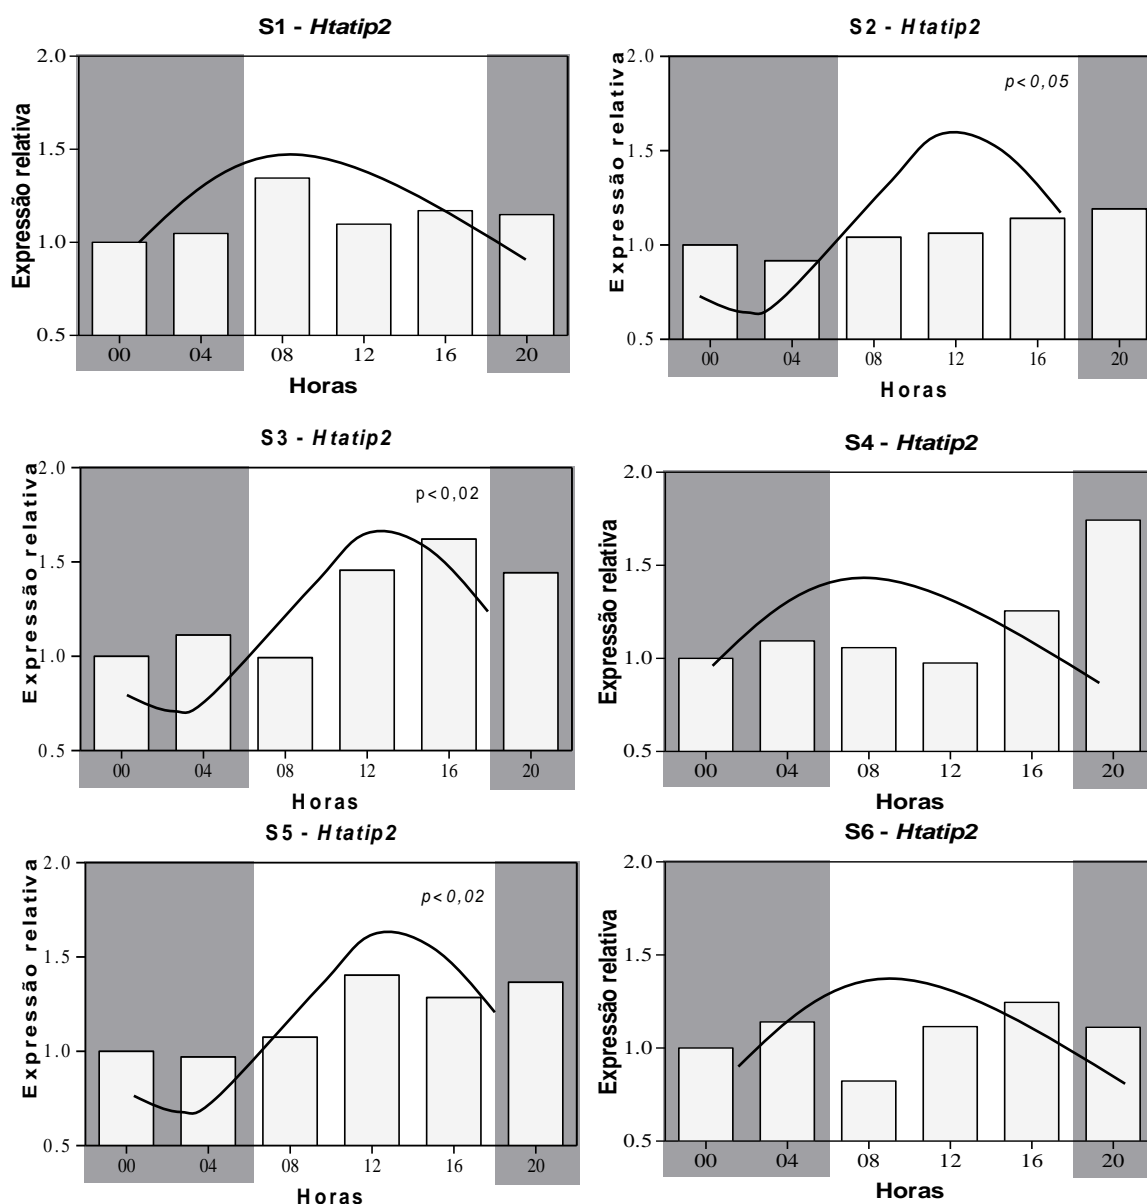 S1 - Htatip2
2.0
1.5
1.0
0.5
Expressão relativa
00 04 08 12 16 20
Horas
S2 - Htatip2
p<0,05
2.0
1.5
1.0
0.5
Expressão relativa
00 04 08 12 16 20
Horas
S3 - Htatip2
p<0,02
2.0
1.5
1.0
0.5
Expressão relativa
00 04 08 12 16 20
Horas
S4 - Htatip2
2.0
1.5
1.0
0.5
Expressão relativa
00 04 08 12 16 20
Horas
S5 - Htatip2
p<0,02
2.0
1.5
1.0
0.5
Expressão relativa
00 04 08 12 16 20
Horas
S6 - Htatip2
2.0
1.5
1.0
0.5
Expressão relativa
00 04 08 12 16 20
Horas